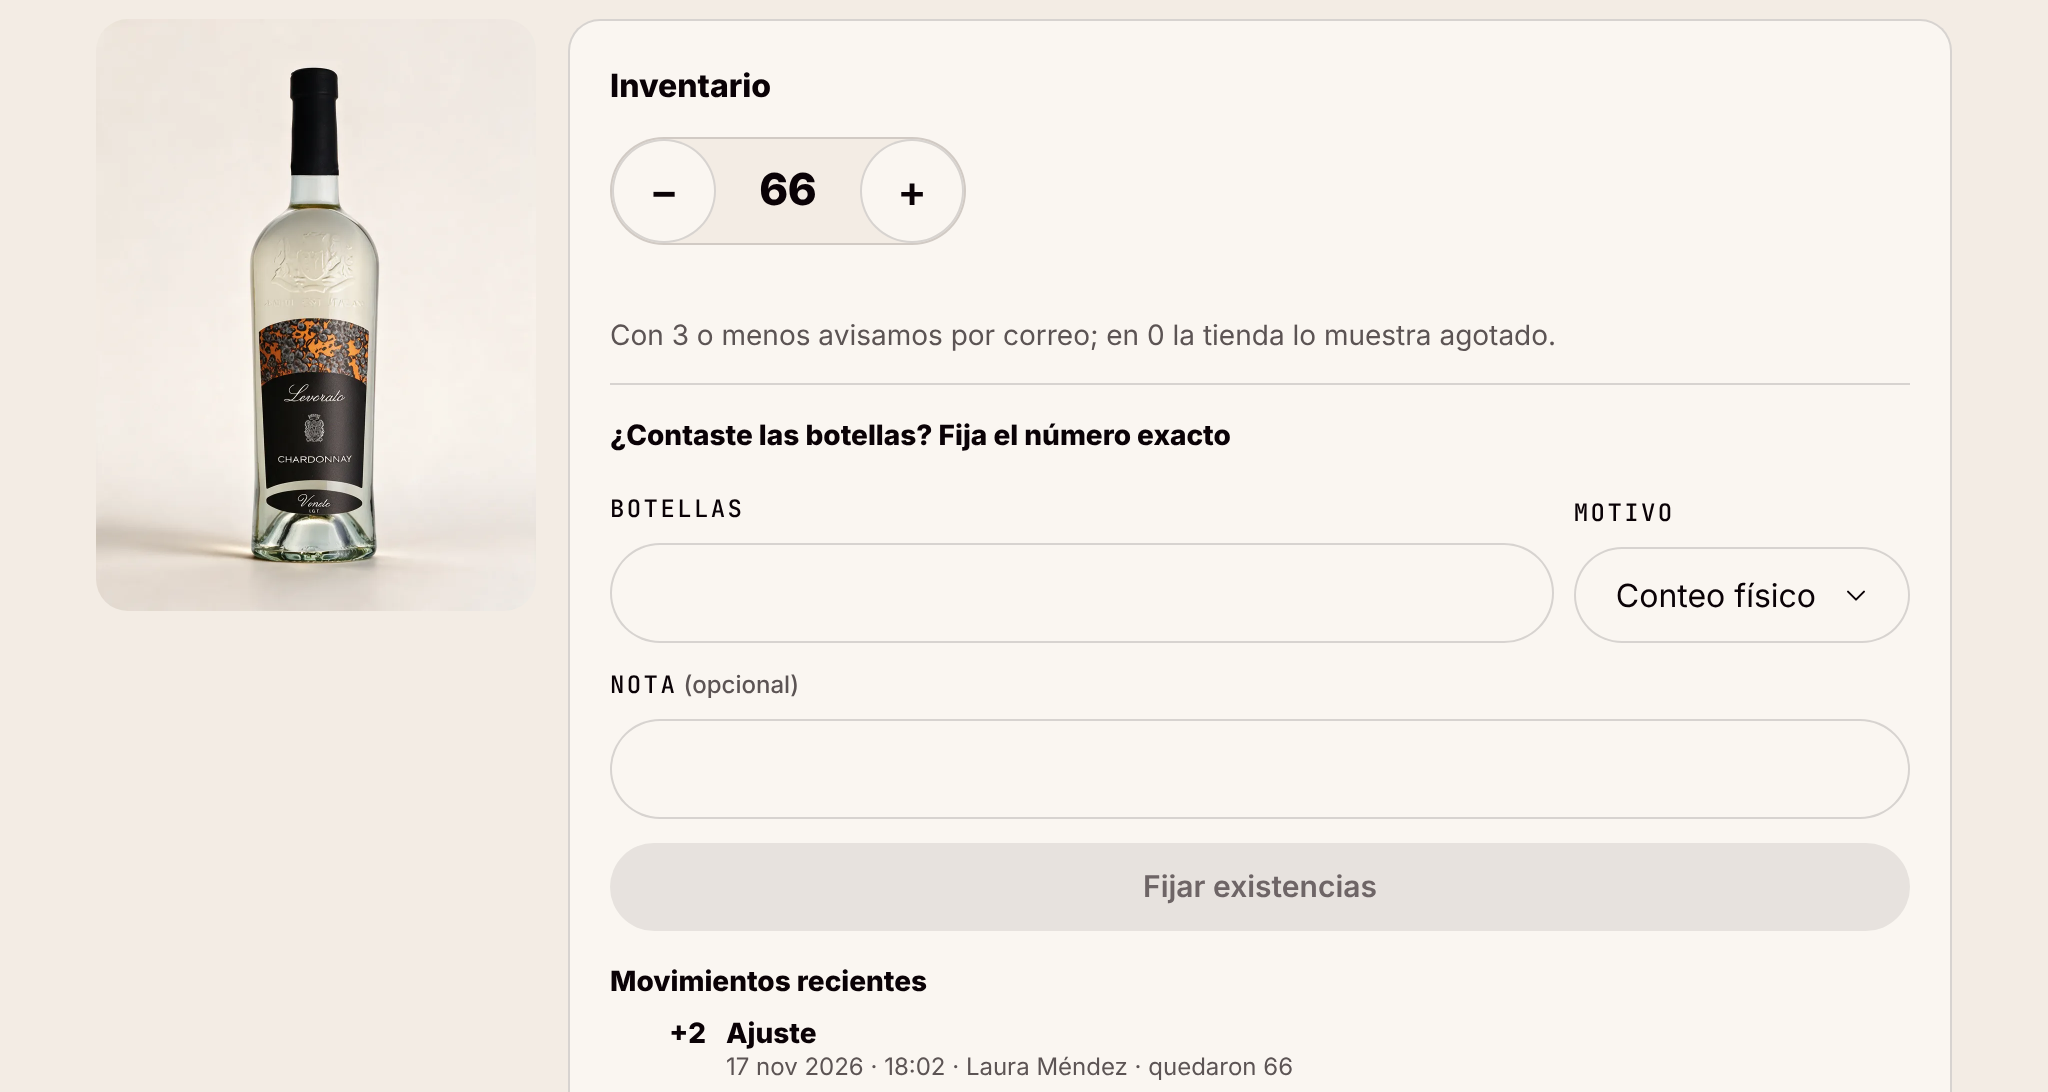 Leverato
CHARDONNAY
Veneto
IGT
Inventario
− 66 +
Con 3 o menos avisamos por correo; en 0 la tienda lo muestra agotado.
¿Contaste las botellas? Fija el número exacto
BOTELLAS
MOTIVO
Conteo físico
NOTA (opcional)
Fijar existencias
Movimientos recientes
+2 Ajuste
17 nov 2026 · 18:02 · Laura Méndez · quedaron 66